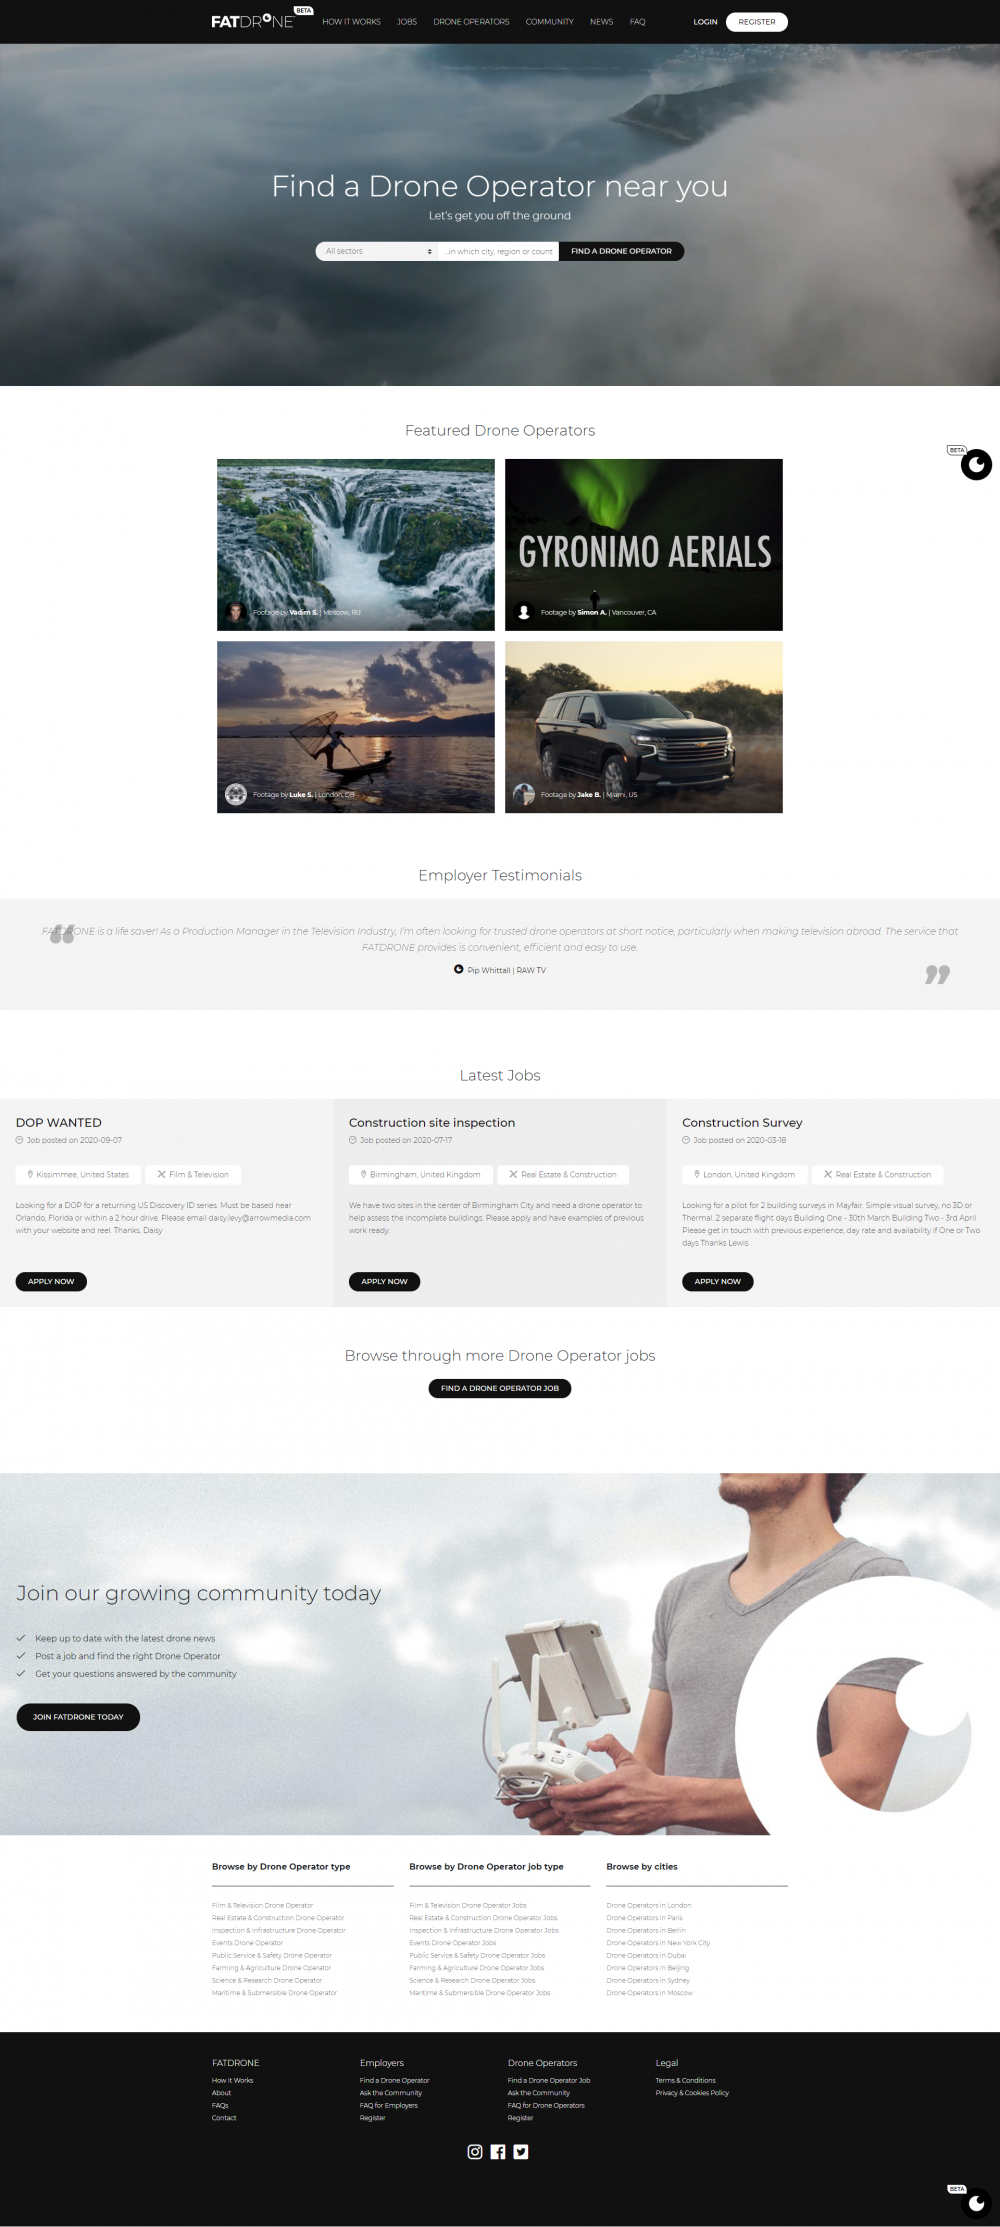 FATDRONE BETA HOW IT WORKS JOBS DRONE OPERATORS COMMUNITY NEWS FAQ LOGIN REGISTER
Find a Drone Operator near you
Let's get you off the ground
All sectors ...in which city, region or count FIND A DRONE OPERATOR
Featured Drone Operators
BETA
GYRONIMO AERIALS
Footage by Vadim S. | Moscow, RU
Footage by Simon A. | Vancouver, CA
Footage by Luke S. | London, GB
Footage by Jake B. | Miami, US
Employer Testimonials
FATDRONE is a life saver! As a Production Manager in the Television Industry, I'm often looking for trusted drone operators at short notice, particularly when making television abroad. The service that
FATDRONE provides is convenient, efficient and easy to use.
Pip Whittall | RAW TV
Latest Jobs
DOP WANTED
Job posted on 2020-09-07
Kissimmee, United States Film & Television
Looking for a DOP for a returning US Discovery ID series. Must be based near
Orlando, Florida or within a 2 hour drive. Please email daisy.levy@arrowmedia.com
with your website and reel. Thanks, Daisy
APPLY NOW
Construction site inspection
Job posted on 2020-07-17
Birmingham, United Kingdom Real Estate & Construction
We have two sites in the center of Birmingham City and need a drone operator to
help assess the incomplete buildings. Please apply and have examples of previous
work ready.
APPLY NOW
Construction Survey
Job posted on 2020-03-18
London, United Kingdom Real Estate & Construction
Looking for a pilot for 2 building surveys in Mayfair. Simple visual survey, no 3D or
Thermal. 2 separate flight days Building One - 30th March Building Two - 3rd April
Please get in touch with previous experience, day rate and availability if One or Two
days Thanks Lewis
APPLY NOW
Browse through more Drone Operator jobs
FIND A DRONE OPERATOR JOB
Join our growing community today
Keep up to date with the latest drone news
Post a job and find the right Drone Operator
Get your questions answered by the community
JOIN FATDRONE TODAY
Browse by Drone Operator type
Film & Television Drone Operator
Real Estate & Construction Drone Operator
Inspection & Infrastructure Drone Operator
Events Drone Operator
Public Service & Safety Drone Operator
Farming & Agriculture Drone Operator
Science & Research Drone Operator
Maritime & Submersible Drone Operator
Browse by Drone Operator job type
Film & Television Drone Operator Jobs
Real Estate & Construction Drone Operator Jobs
Inspection & Infrastructure Drone Operator Jobs
Events Drone Operator Jobs
Public Service & Safety Drone Operator Jobs
Farming & Agriculture Drone Operator Jobs
Science & Research Drone Operator Jobs
Maritime & Submersible Drone Operator Jobs
Browse by cities
Drone Operators in London
Drone Operators in Paris
Drone Operators in Berlin
Drone Operators in New York City
Drone Operators in Dubai
Drone Operators in Beijing
Drone Operators in Sydney
Drone Operators in Moscow
FATDRONE
How It Works
About
FAQs
Contact
Employers
Find a Drone Operator
Ask the Community
FAQ for Employers
Register
Drone Operators
Find a Drone Operator Job
Ask the Community
FAQ for Drone Operators
Register
Legal
Terms & Conditions
Privacy & Cookies Policy
BETA